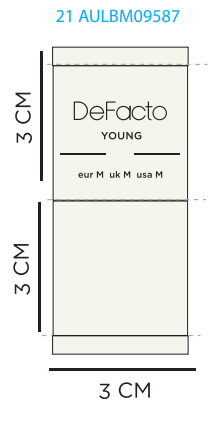 21 AULBM09587
3 CM
DeFacto
YOUNG
eur M uk M usa M
3 CM
3 CM